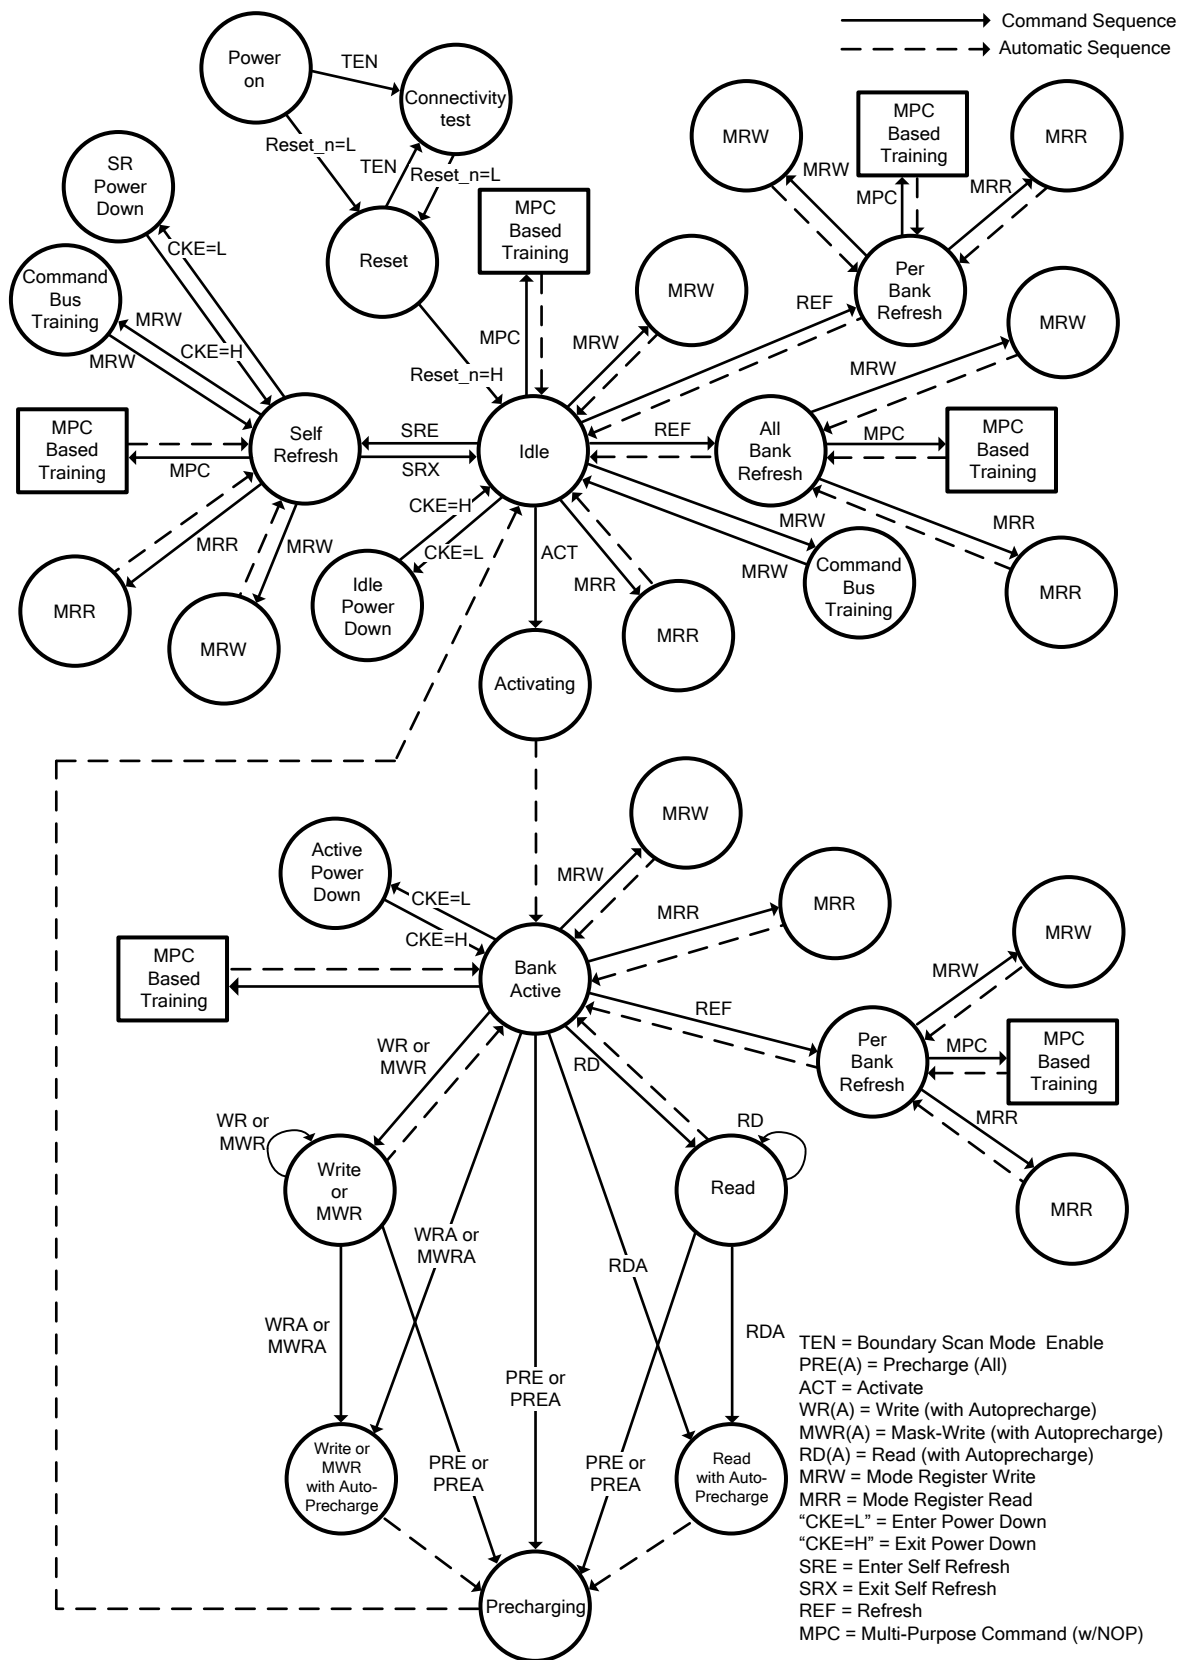 Command Sequence
Automatic Sequence
Power
on
TEN
Connectivity
test
Reset_n=L
TEN
Reset_n=L
Reset
Reset_n=H
SR
Power
Down
CKE=L
Command
Bus
Training
MRW
CKE=H
MRW
MPC
Based
Training
MPC
Self
Refresh
MRR
MRW
MRR
MRW
SRE
SRX
MPC
Based
Training
MPC
MRW
MRW
Idle
CKE=H
CKE=L
Idle
Power
Down
ACT
MRR
MRR
Activating
MRW
MRW
MPC
Based
Training
MPC
MRR
MRR
Per
Bank
Refresh
REF
REF
All
Bank
Refresh
MRW
MRW
MPC
MPC
Based
Training
MRR
MRR
MRW
MRW
Command
Bus
Training
Active
Power
Down
CKE=L
CKE=H
MRW
MRW
MRR
MRR
MPC
Based
Training
Bank
Active
REF
Per
Bank
Refresh
MRW
MRW
MPC
MPC
Based
Training
MRR
MRR
WR or
MWR
RD
WR or
MWR
Write
or
MWR
RD
Read
WRA or
MWRA
RDA
WRA or
MWRA
RDA
PRE or
PREA
PRE or
PREA
PRE or
PREA
Write or
MWR
with Auto-
Precharge
Read
with Auto-
Precharge
Precharging
TEN = Boundary Scan Mode Enable
PRE(A) = Precharge (All)
ACT = Activate
WR(A) = Write (with Autoprecharge)
MWR(A) = Mask-Write (with Autoprecharge)
RD(A) = Read (with Autoprecharge)
MRW = Mode Register Write
MRR = Mode Register Read
“CKE=L” = Enter Power Down
“CKE=H” = Exit Power Down
SRE = Enter Self Refresh
SRX = Exit Self Refresh
REF = Refresh
MPC = Multi-Purpose Command (w/NOP)